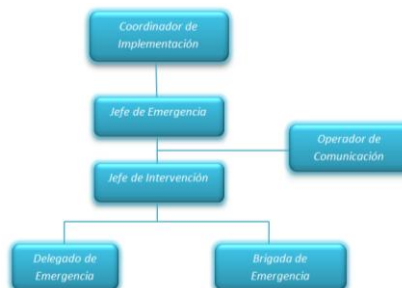 Coordinador de
Implementación
Jefe de Emergencia
Operador de
Comunicación
Jefe de Intervención
Delegado de
Emergencia
Brigada de
Emergencia